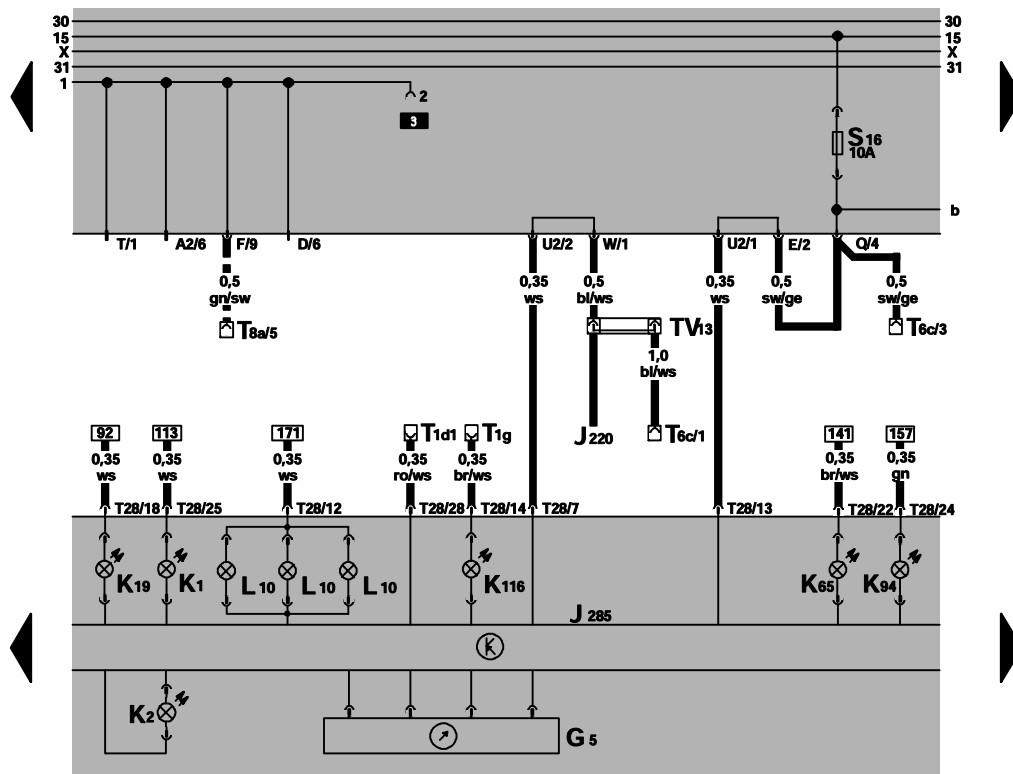 30 30
15 15
X X
31 31
1
2
3
S16
10A
b
T/1 A2/6 F/9 D/6 U2/2 W/1 U2/1 E/2 Q/4
0,5 0,35 0,5 0,35 0,5 0,5
gn/sw ws bl/ws ws sw/ge sw/ge
T8a/5 TV13 T6c/3
1,0
bl/ws
92 113 171 T1d1 T1g J220 T6c/1 141 157
0,35 0,35 0,35 0,35 0,35 0,35 0,35
ws ws ws ro/ws br/ws br/ws gn
T28/18 T28/25 T28/12 T28/28 T28/14 T28/7 T28/13 T28/22 T28/24
K19 K1 L10 L10 L10 K116 K65 K94
J285
K
K2
G5